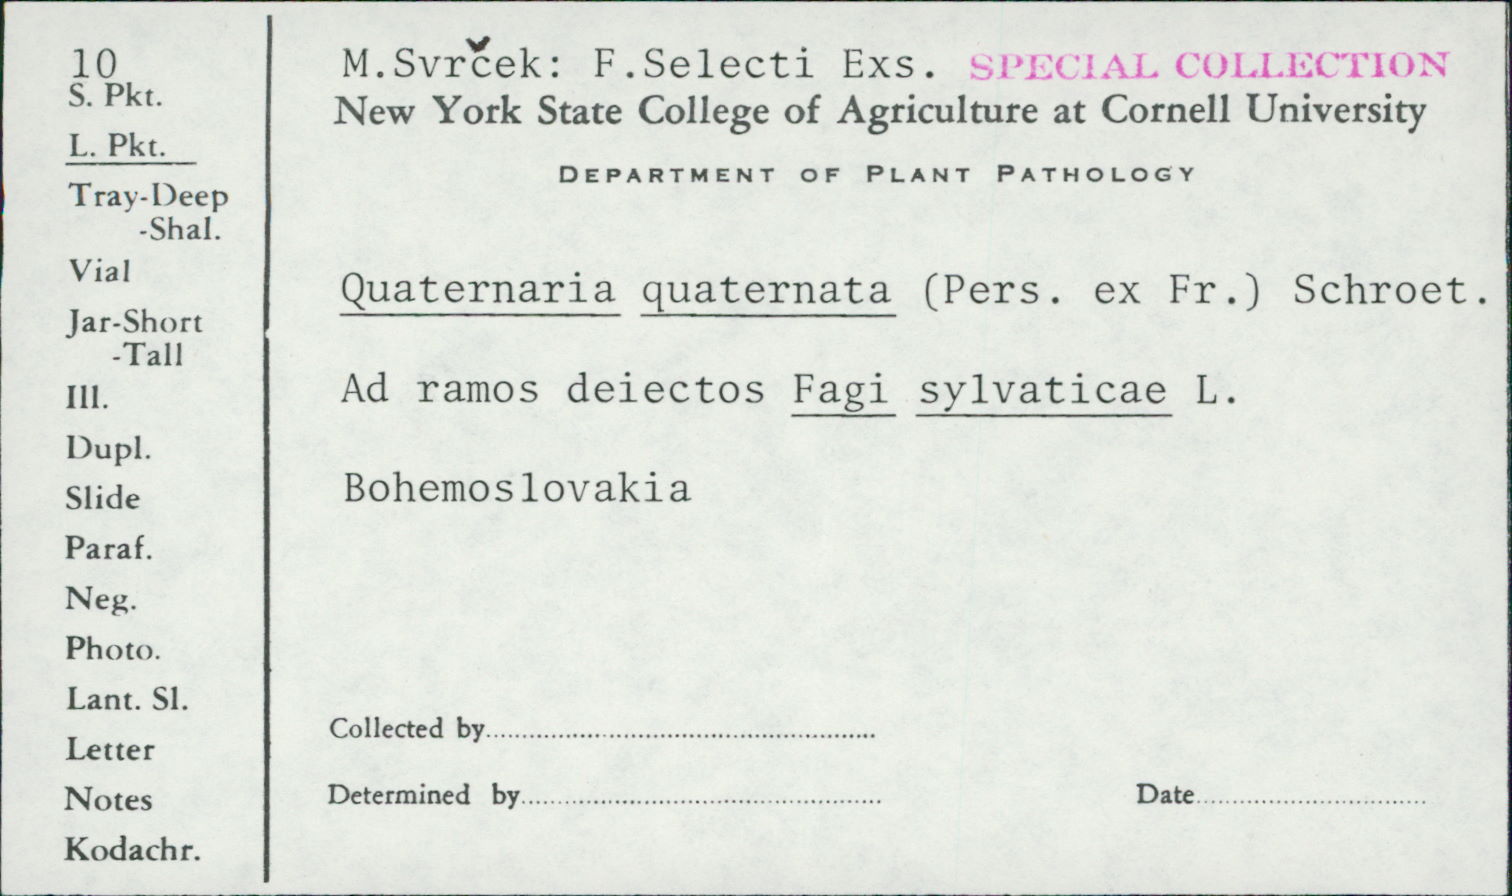 10
S. Pkt.
L. Pkt.
Tray-Deep
-Shal.
Vial
Jar-Short
-Tall
Ill.
Dupl.
Slide
Paraf.
Neg.
Photo.
Lant. Sl.
Letter
Notes
Kodachr.
M.Svrček: F.Selecti Exs. SPECIAL COLLECTION
New York State College of Agriculture at Cornell University
DEPARTMENT OF PLANT PATHOLOGY
Quaternaria quaternata (Pers. ex Fr.) Schroet.
Ad ramos deiectos Fagi sylvaticae L.
Bohemoslovakia
Collected by
Determined by Date